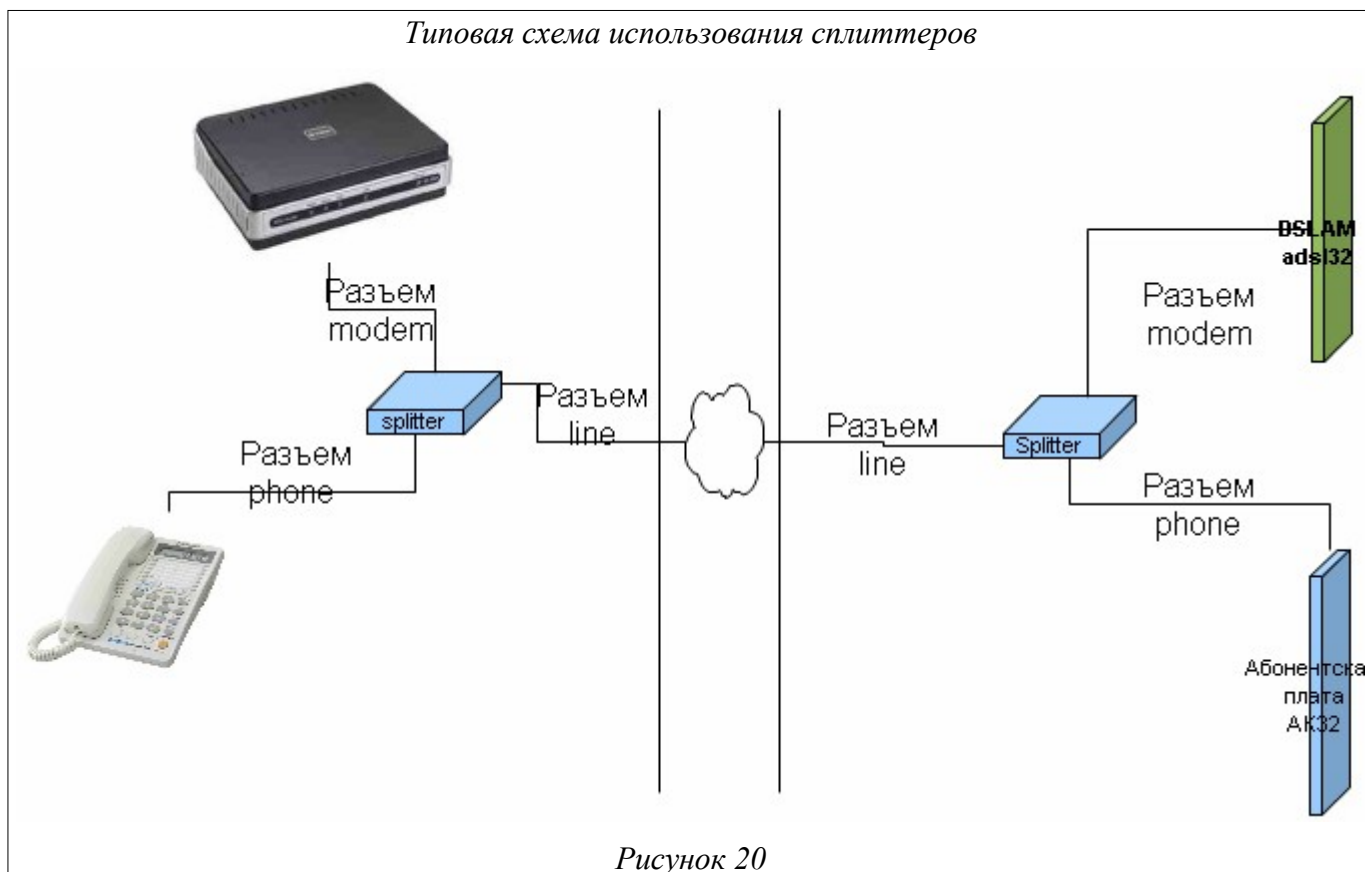 Типовая схема использования сплиттеров
Разъем
modem
splitter
Разъем
phone
Разъем
line
Разъем
line
Splitter
Разъем
modem
DSLAM
adsl32
Разъем
phone
Абонентска
плата
АК32
Рисунок 20